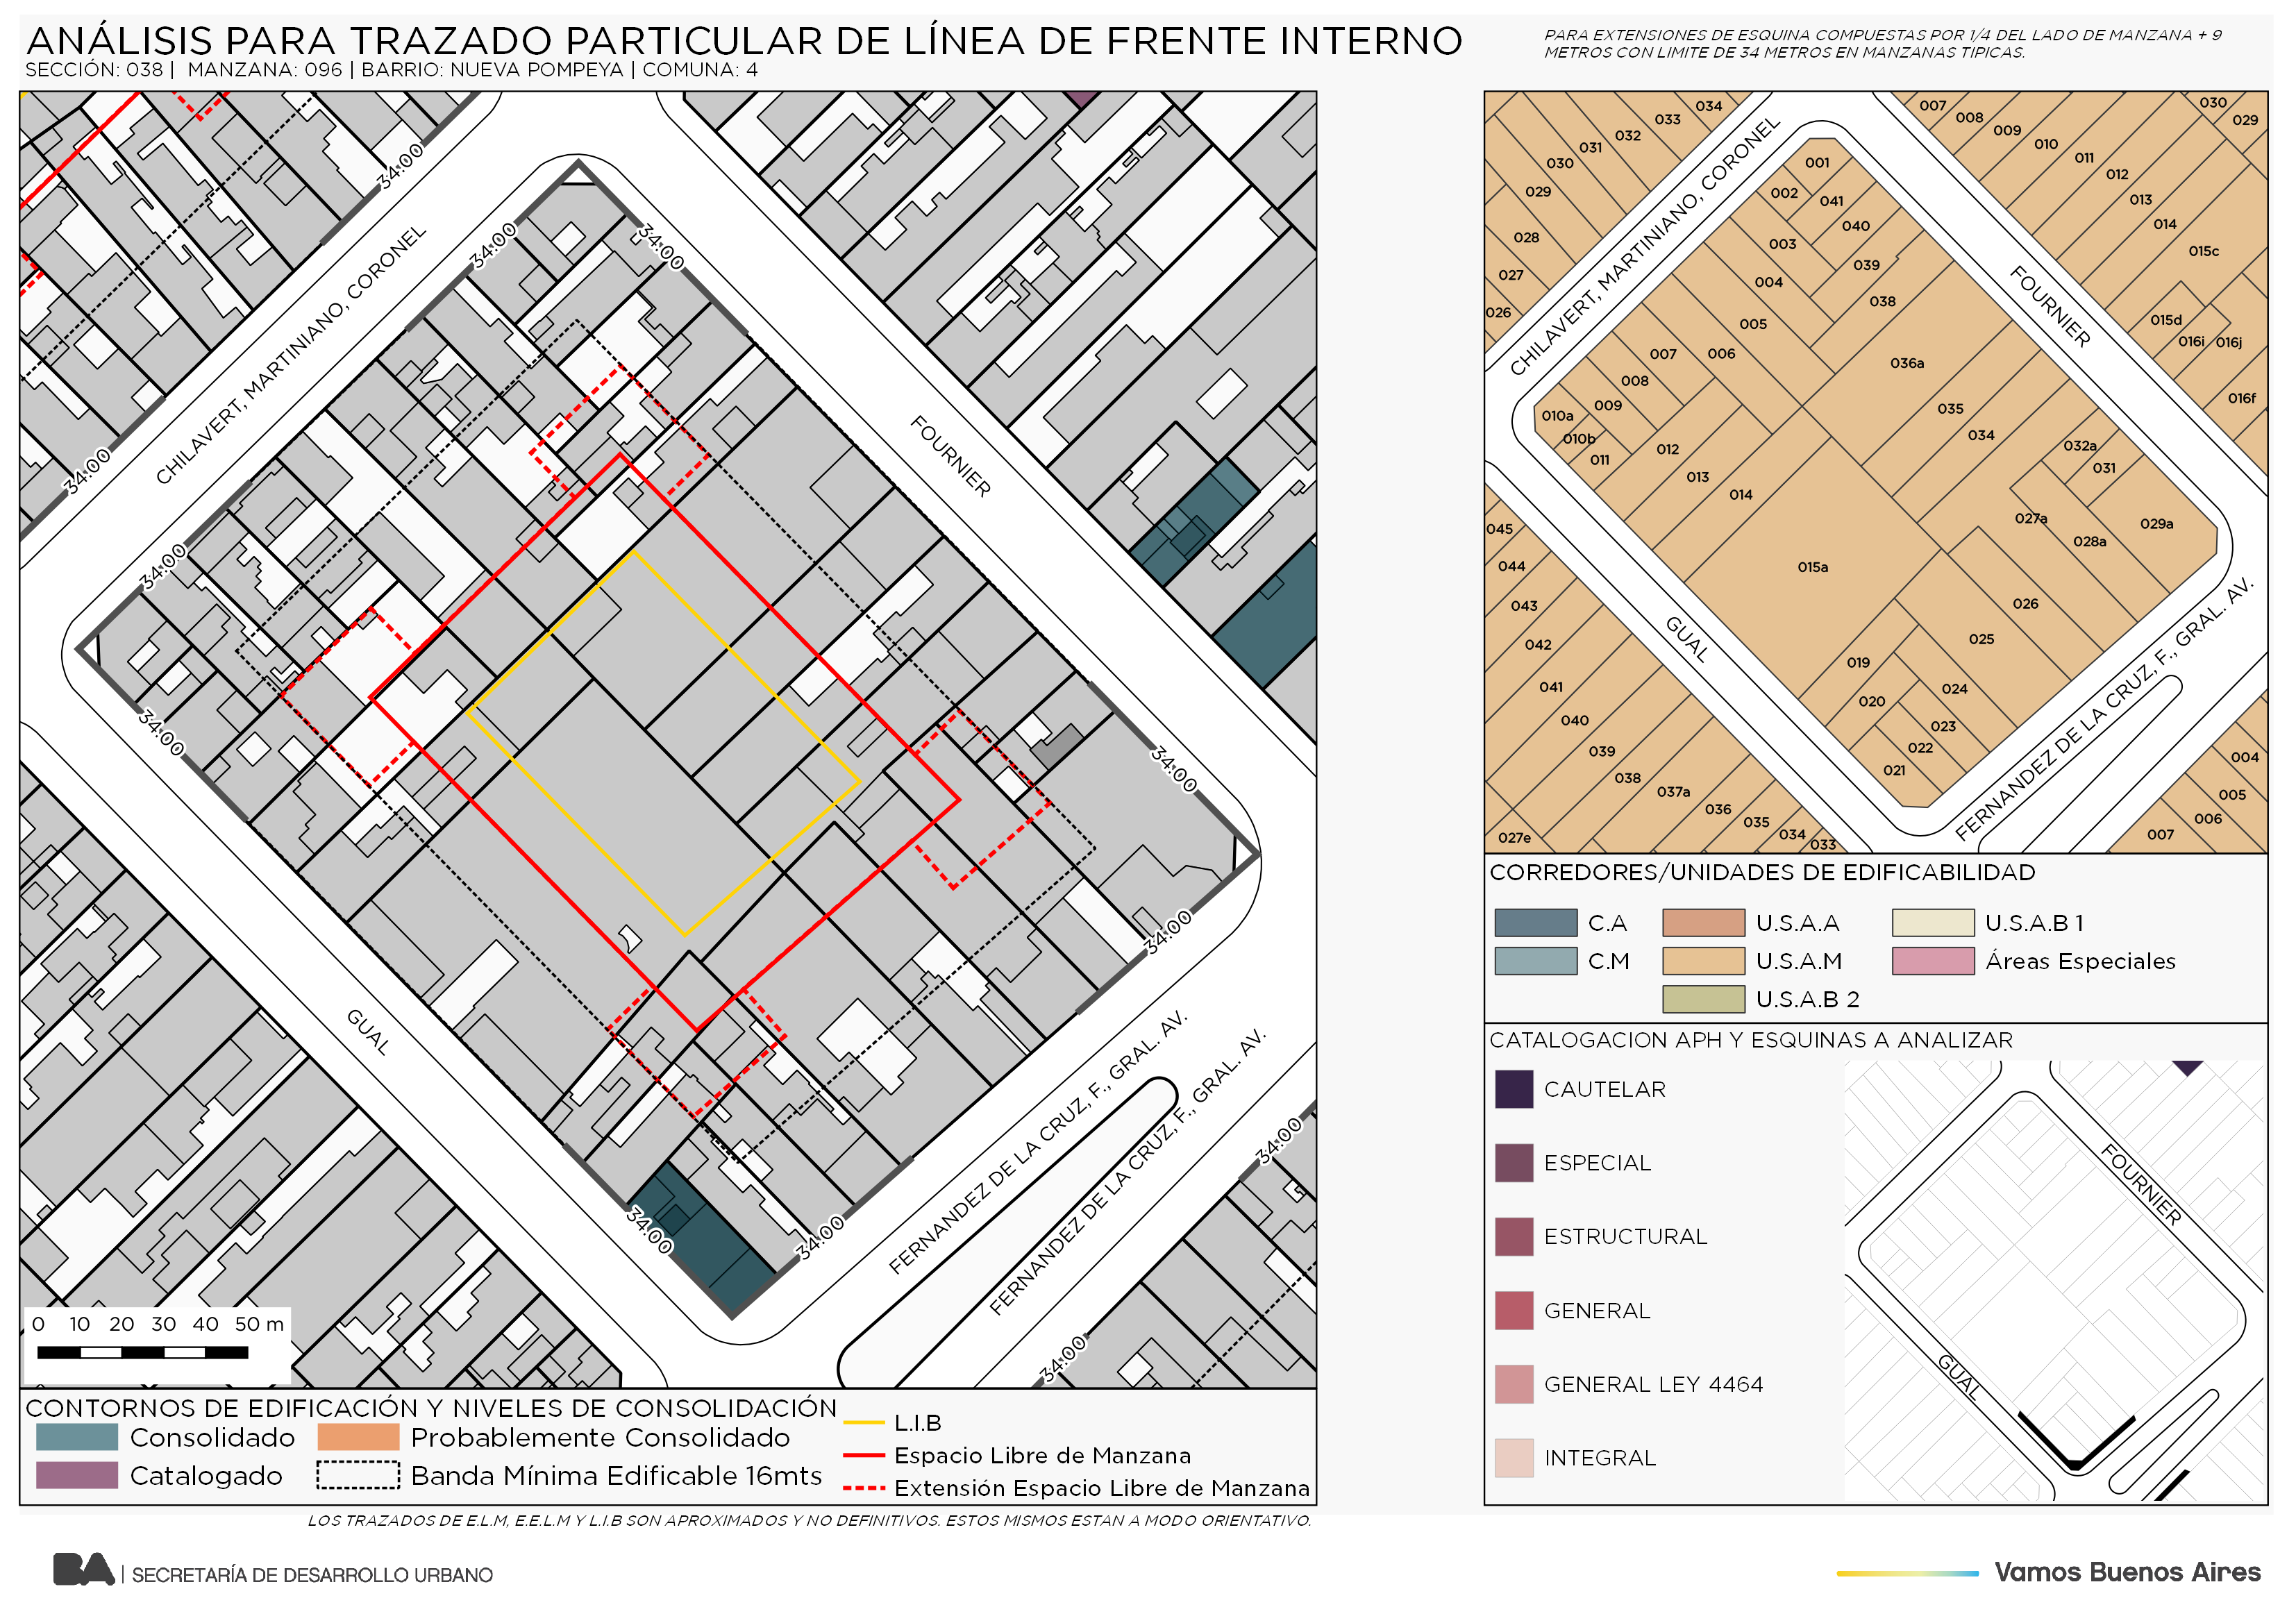 ANÁLISIS PARA TRAZADO PARTICULAR DE LÍNEA DE FRENTE INTERNO
SECCIÓN: 038 | MANZANA: 096 | BARRIO: NUEVA POMPEYA | COMUNA: 4
PARA EXTENSIONES DE ESQUINA COMPUESTAS POR 1/4 DEL LADO DE MANZANA + 9
METROS CON LIMITE DE 34 METROS EN MANZANAS TIPICAS.
34:00
34:00
34:00
CHILAVERT, MARTINIANO, CORONEL
FOURNIER
34:00
34:00
34:00
34:00
34:00
GUAL
34:00
34:00
FERNANDEZ DE LA CRUZ, F., GRAL. AV.
FERNANDEZ DE LA CRUZ, F., GRAL. AV.
34:00
34:00
0 10 20 30 40 50 m
CONTORNOS DE EDIFICACIÓN Y NIVELES DE CONSOLIDACIÓN
Consolidado
Probablemente Consolidado
Catalogado
Banda Mínima Edificable 16mts
L.I.B
Espacio Libre de Manzana
Extensión Espacio Libre de Manzana
LOS TRAZADOS DE E.L.M, E.E.L.M Y L.I.B SON APROXIMADOS Y NO DEFINITIVOS. ESTOS MISMOS ESTAN A MODO ORIENTATIVO.
034
033
032
031
030
029
028
027
026
CHILAVERT, MARTINIANO, CORONEL
007
008
009
010
011
012
013
014
015c
030
029
015d
016i
016j
016f
FOURNIER
001
002
041
040
003
039
004
038
005
006
007
008
009
010a
010b
011
012
013
014
036a
035
034
032a
031
029a
027a
028a
015a
026
025
019
024
020
023
022
021
GUAL
FERNANDEZ DE LA CRUZ, F., GRAL. AV.
045
044
043
042
041
040
039
038
037a
036
035
034
033
027e
004
005
006
007
CORREDORES/UNIDADES DE EDIFICABILIDAD
C.A
U.S.A.A
U.S.A.B 1
C.M
U.S.A.M
Áreas Especiales
U.S.A.B 2
CATALOGACION APH Y ESQUINAS A ANALIZAR
CAUTELAR
ESPECIAL
ESTRUCTURAL
GENERAL
GENERAL LEY 4464
INTEGRAL
FOURNIER
GUAL
BA | SECRETARÍA DE DESARROLLO URBANO
Vamos Buenos Aires